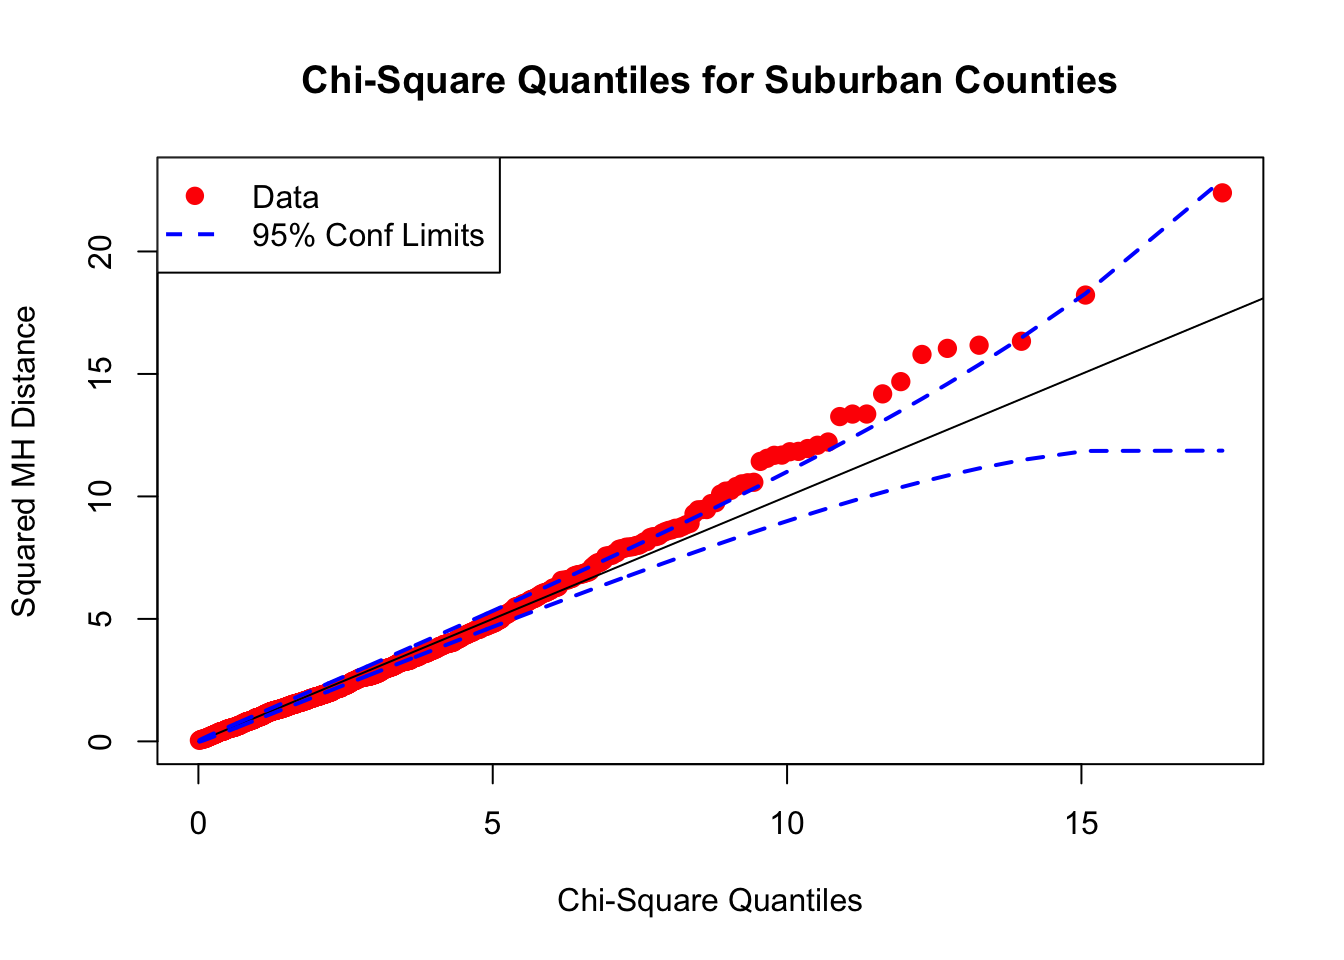 Chi-Square Quantiles for Suburban Counties
Data
95% Conf Limits
Squared MH Distance
20
15
10
5
0
0 5 10 15
Chi-Square Quantiles